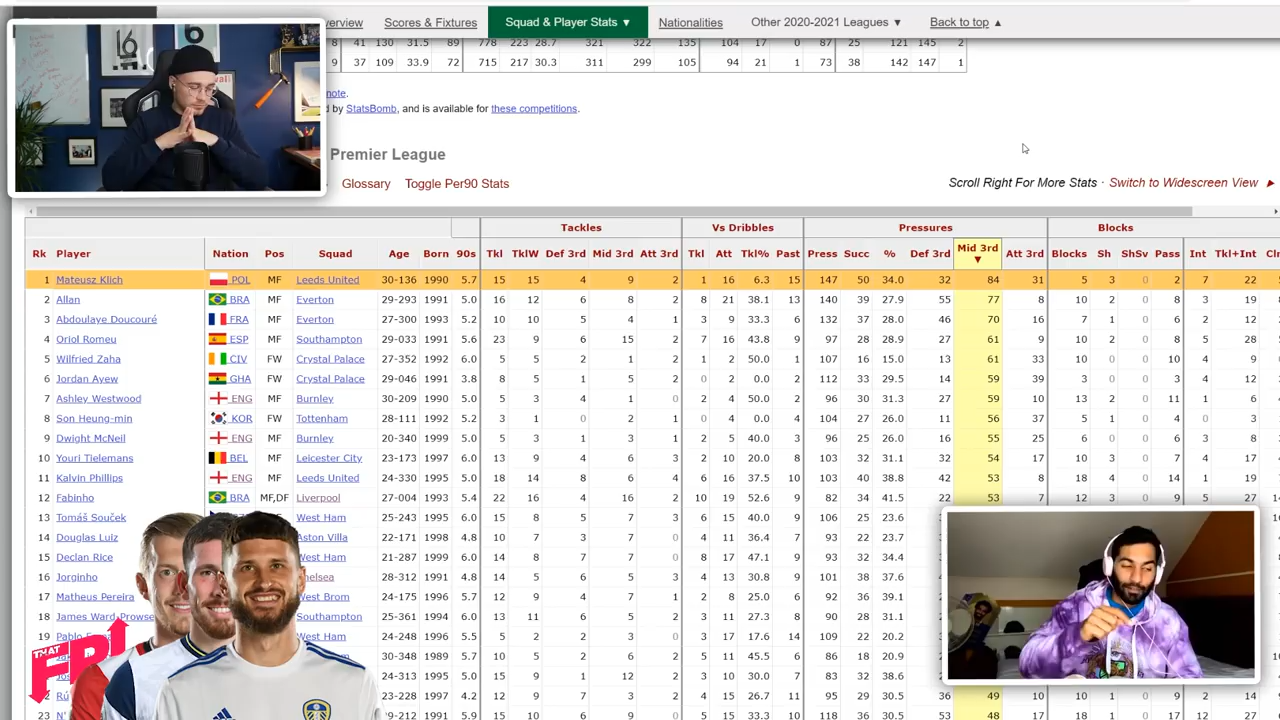 verview Scores & Fixtures Squad & Player Stats ▼ Nationalities Other 2020-2021 Leagues ▼ Back to top ▲
8 41 130 31.5 89 778 223 28.7 321 322 135 104 17 0 87 25 121 145 2
9 37 109 33.9 72 715 217 30.3 311 299 105 94 21 1 73 38 142 147 1
note.
d by StatsBomb, and is available for these competitions.
Premier League
Glossary Toggle Per90 Stats Scroll Right For More Stats · Switch to Widescreen View ►
Tackles Vs Dribbles Pressures Blocks
Rk Player Nation Pos Squad Age Born 90s Tkl TklW Def 3rd Mid 3rd Att 3rd Tkl Att Tkl% Past Press Succ % Def 3rd Mid 3rd ▼ Att 3rd Blocks Sh ShSv Pass Int Tkl+Int Clr
1 Mateusz Klich POL MF Leeds United 30-136 1990 5.7 15 15 4 9 2 1 16 6.3 15 147 50 34.0 32 84 31 5 3 0 2 7 22
2 Allan BRA MF Everton 29-293 1991 5.5 16 12 6 8 2 8 21 38.1 13 140 39 27.9 55 77 8 10 2 0 8 3 19
3 Abdoulaye Doucouré FRA MF Everton 27-300 1993 5.2 10 10 5 4 1 3 9 33.3 6 132 37 28.0 46 70 16 7 1 0 6 2 12
4 Oriol Romeu ESP MF Southampton 29-033 1991 5.6 23 9 6 15 2 7 16 43.8 9 97 28 28.9 27 61 9 10 2 0 8 5 28
5 Wilfried Zaha CIV FW Crystal Palace 27-352 1992 6.0 5 5 2 1 2 1 2 50.0 1 107 16 15.0 13 61 33 10 0 0 10 4 9
6 Jordan Ayew GHA FW Crystal Palace 29-046 1991 3.8 8 5 1 5 2 0 2 0.0 2 112 33 29.5 14 59 39 3 0 0 3 4 12
7 Ashley Westwood ENG MF Burnley 30-209 1990 5.0 5 3 4 1 0 2 4 50.0 2 96 30 31.3 27 59 10 13 2 0 11 1 6
8 Son Heung-min KOR FW Tottenham 28-111 1992 5.2 3 1 0 2 1 0 4 0.0 4 104 27 26.0 11 56 37 5 1 0 4 0 3
9 Dwight McNeil ENG MF Burnley 20-340 1999 5.0 5 3 1 3 1 2 5 40.0 3 96 25 26.0 16 55 25 6 0 0 6 3 8
10 Youri Tielemans BEL MF Leicester City 23-173 1997 6.0 13 9 4 6 3 2 10 20.0 8 103 32 31.1 32 54 17 10 3 0 7 4 17
11 Kalvin Phillips ENG MF Leeds United 24-330 1995 5.0 18 14 8 6 4 6 16 37.5 10 103 40 38.8 42 53 8 18 4 0 14 1 19
12 Fabinho BRA MF,DF Liverpool 27-004 1993 5.4 22 16 4 16 2 10 19 52.6 9 82 34 41.5 22 53 7 12 3 0 9 5 27
13 Tomáš Souček West Ham 25-243 1995 6.0 15 8 5 7 3 6 15 40.0 9 106 25 23.6
14 Douglas Luiz Aston Villa 22-171 1998 4.8 10 7 3 7 0 4 11 36.4 7 93 22 23.7
15 Declan Rice West Ham 21-287 1999 6.0 14 9 7 7 0 8 17 47.1 9 93 32 34.4
16 Jorginho elsea 28-312 1991 4.8 14 5 6 5 3 4 13 30.8 9 101 38 37.6
17 Matheus Pereira West Brom 24-175 1996 5.7 12 9 4 7 1 2 8 25.0 6 92 36 39.1
18 James Ward-Prowse Southampton 25-361 1994 6.0 13 11 6 5 2 3 11 27.3 8 90 28 31.1
19 Pablo West Ham 24-248 1996 5.5 5 2 2 3 0 3 17 17.6 14 109 22 20.2
30-348 1989 5.7 10 5 6 2 2 5 11 45.5 6 86 18 20.9
15 9 1 12 2 3 10 30.0 7 83 32 38.6
Rú 23-228 1997 4.2 12 9 7 3 2 4 15 26.7 11 95 29 30.5 36 49 10 1 0 2 14
23 N' 29-212 1991 15 10 6 9 0 5 15 33.3 10 118 36 30.5 53 48 17 1 0 7
THAT